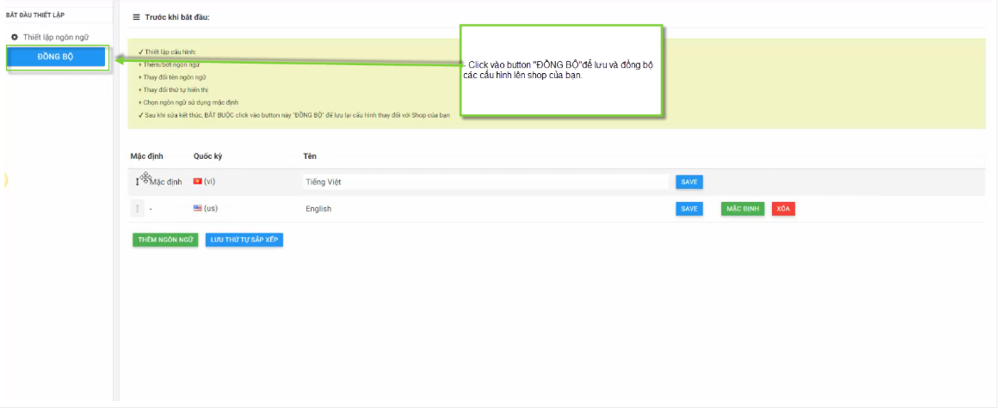 BẮT ĐẦU THIẾT LẬP
Thiết lập ngôn ngữ
ĐỒNG BỘ
Trước khi bắt đầu:
✓ Thiết lập cấu hình:
+ Thêm/bớt ngôn ngữ
+ Thay đổi tên ngôn ngữ
+ Thay đổi thứ tự hiển thị
+ Chọn ngôn ngữ sử dụng mặc định
✓ Sau khi sửa kết thúc, BẮT BUỘC click vào button này "ĐỒNG BỘ" để lưu lại cấu hình thay đổi với Shop của bạn
- Click vào button "ĐỒNG BỘ"để lưu và đồng bộ
các cấu hình lên shop của bạn.
Mặc định Quốc kỳ Tên
Mặc định (vi) Tiếng Việt SAVE
- (us) English SAVE MẶC ĐỊNH XÓA
THÊM NGÔN NGỮ LƯU THỨ TỰ SẮP XẾP